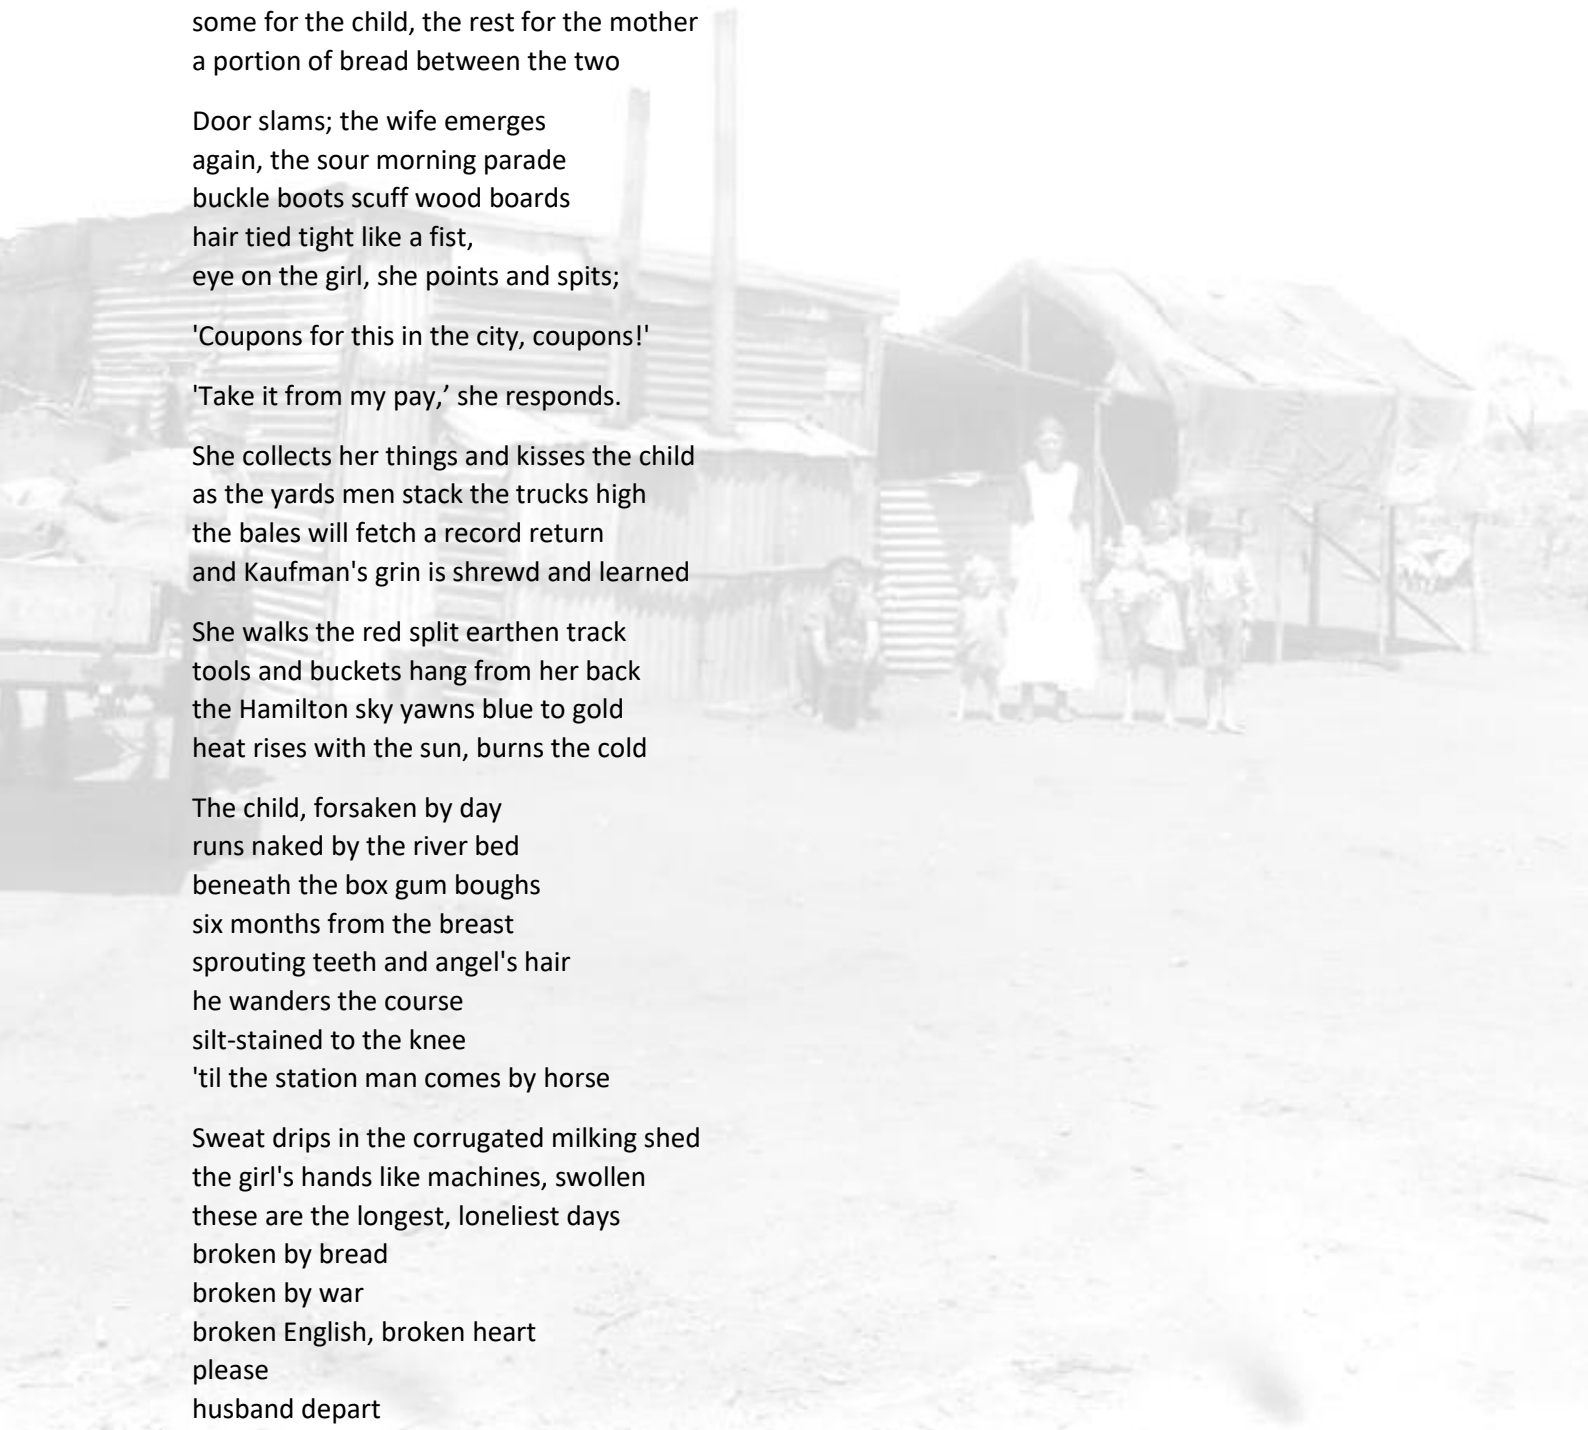 some for the child, the rest for the mother
a portion of bread between the two
Door slams; the wife emerges
again, the sour morning parade
buckle boots scuff wood boards
hair tied tight like a fist,
eye on the girl, she points and spits;
'Coupons for this in the city, coupons!'
'Take it from my pay,’ she responds.
She collects her things and kisses the child
as the yards men stack the trucks high
the bales will fetch a record return
and Kaufman's grin is shrewd and learned
She walks the red split earthen track
tools and buckets hang from her back
the Hamilton sky yawns blue to gold
heat rises with the sun, burns the cold
The child, forsaken by day
runs naked by the river bed
beneath the box gum boughs
six months from the breast
sprouting teeth and angel's hair
he wanders the course
silt-stained to the knee
'til the station man comes by horse
Sweat drips in the corrugated milking shed
the girl's hands like machines, swollen
these are the longest, loneliest days
broken by bread
broken by war
broken English, broken heart
please
husband depart